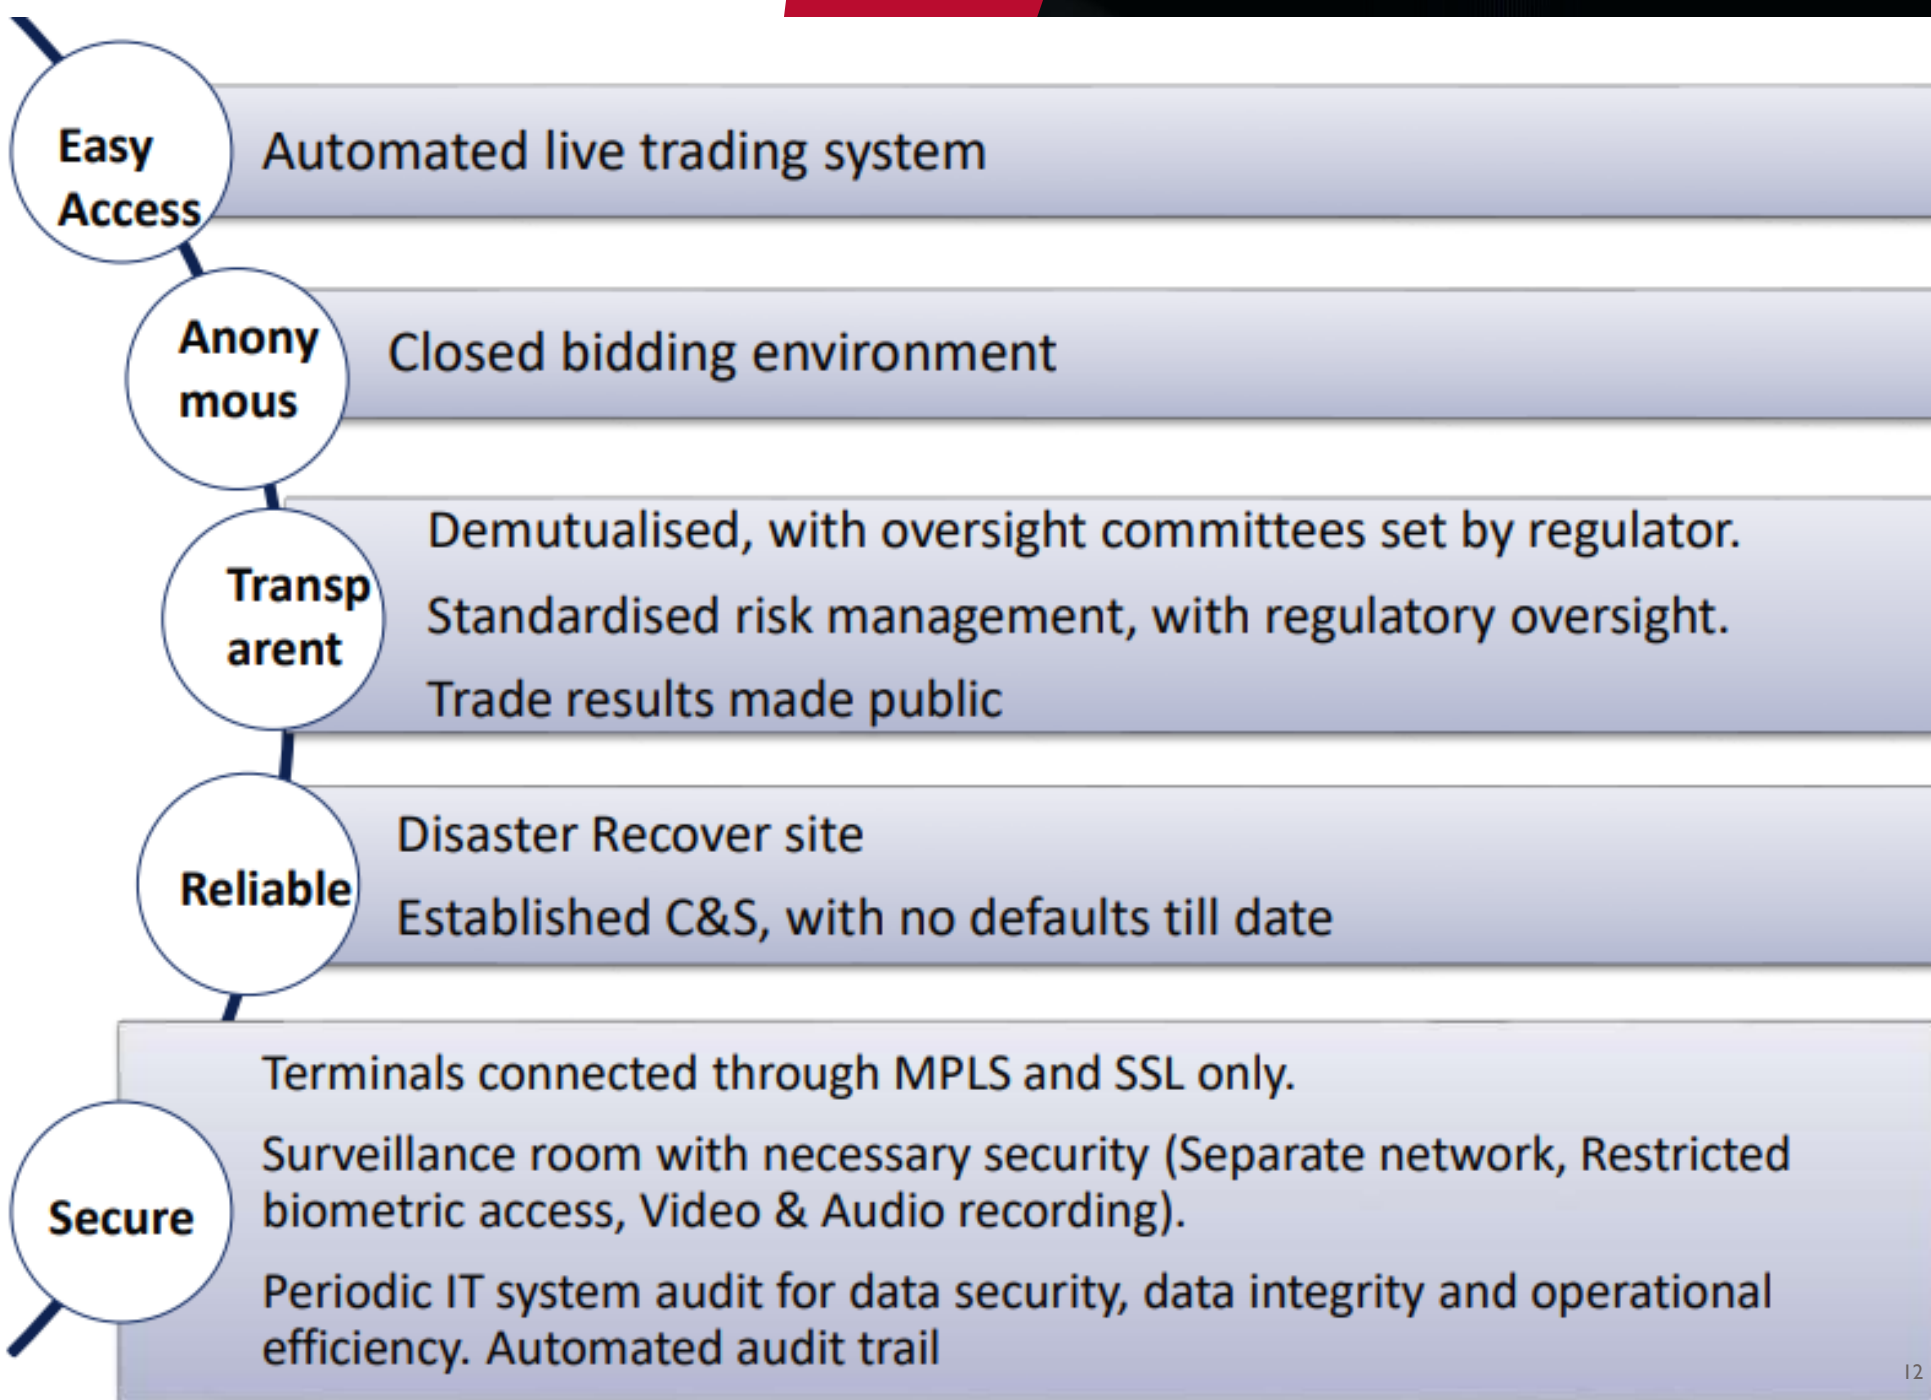 Easy
Access
Automated live trading system
Anony
mous
Closed bidding environment
Transp
arent
Demutualised, with oversight committees set by regulator.
Standardised risk management, with regulatory oversight.
Trade results made public
Reliable
Disaster Recover site
Established C&S, with no defaults till date
Secure
Terminals connected through MPLS and SSL only.
Surveillance room with necessary security (Separate network, Restricted
biometric access, Video & Audio recording).
Periodic IT system audit for data security, data integrity and operational
efficiency. Automated audit trail
12